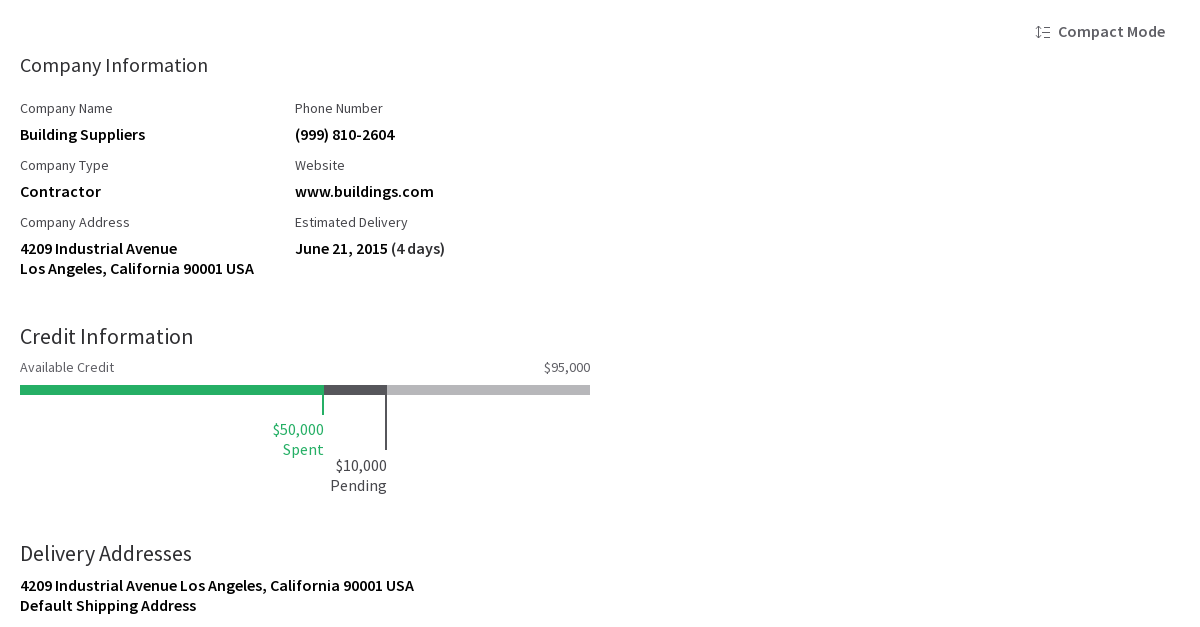 Compact Mode
Company Information
Company Name
Building Suppliers
Phone Number
(999) 810-2604
Company Type
Contractor
Website
www.buildings.com
Company Address
4209 Industrial Avenue
Los Angeles, California 90001 USA
Estimated Delivery
June 21, 2015 (4 days)
Credit Information
Available Credit
$95,000
$50,000
Spent
$10,000
Pending
Delivery Addresses
4209 Industrial Avenue Los Angeles, California 90001 USA
Default Shipping Address